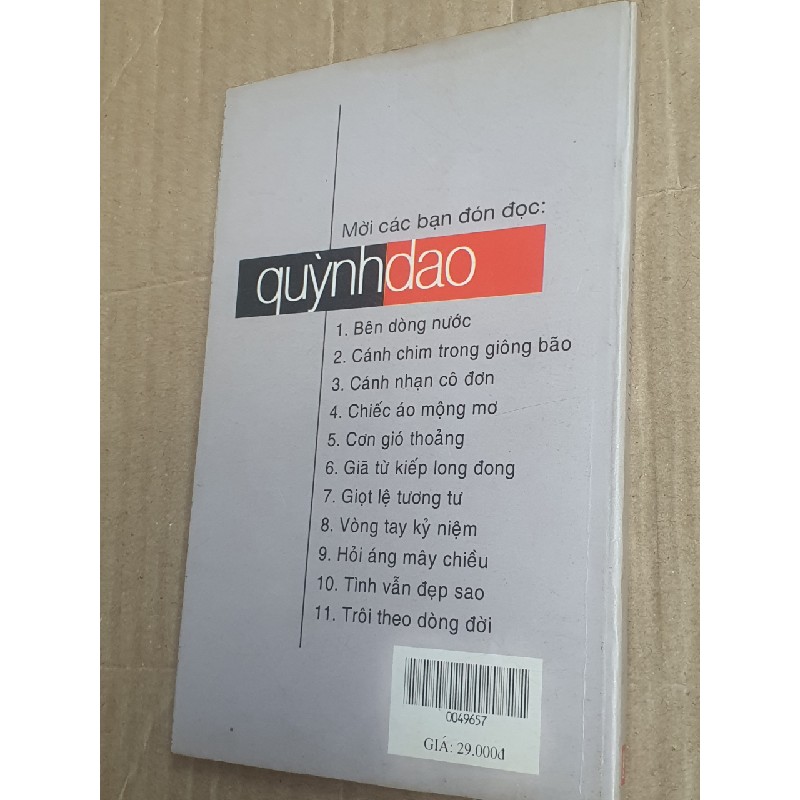 Mời các bạn đón đọc:
quỳnhdao
1. Bên dòng nước
2. Cánh chim trong giông bão
3. Cánh nhạn cô đơn
4. Chiếc áo mộng mơ
5. Cơn gió thoảng
6. Giã từ kiếp long đong
7. Giọt lệ tương tư
8. Vòng tay kỷ niệm
9. Hỏi áng mây chiều
10. Tình vẫn đẹp sao
11. Trôi theo dòng đời
0049657
GIÁ: 29.000đ